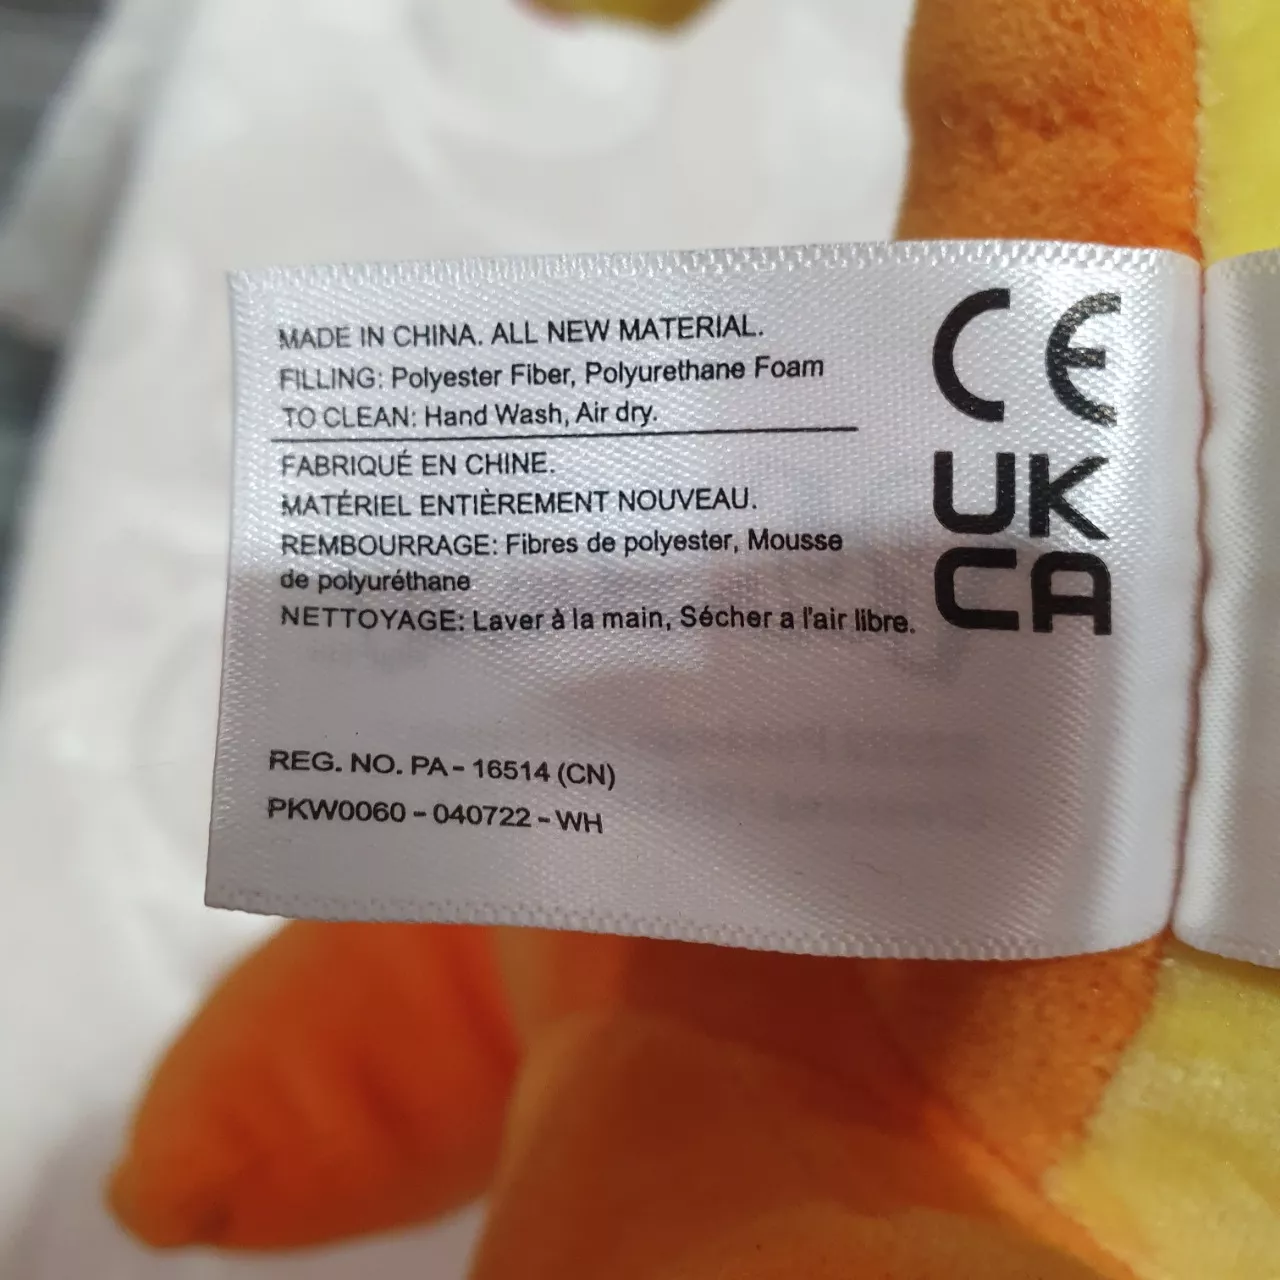 MADE IN CHINA. ALL NEW MATERIAL.
FILLING: Polyester Fiber, Polyurethane Foam
TO CLEAN: Hand Wash, Air dry.
FABRIQUÉ EN CHINE.
MATÉRIEL ENTIÈREMENT NOUVEAU.
REMBOURRAGE: Fibres de polyester, Mousse
de polyuréthane
NETTOYAGE: Laver à la main, Sécher a l'air libre.
REG. NO. PA - 16514 (CN)
PKW0060 - 040722 - WH
CE
UK
CA